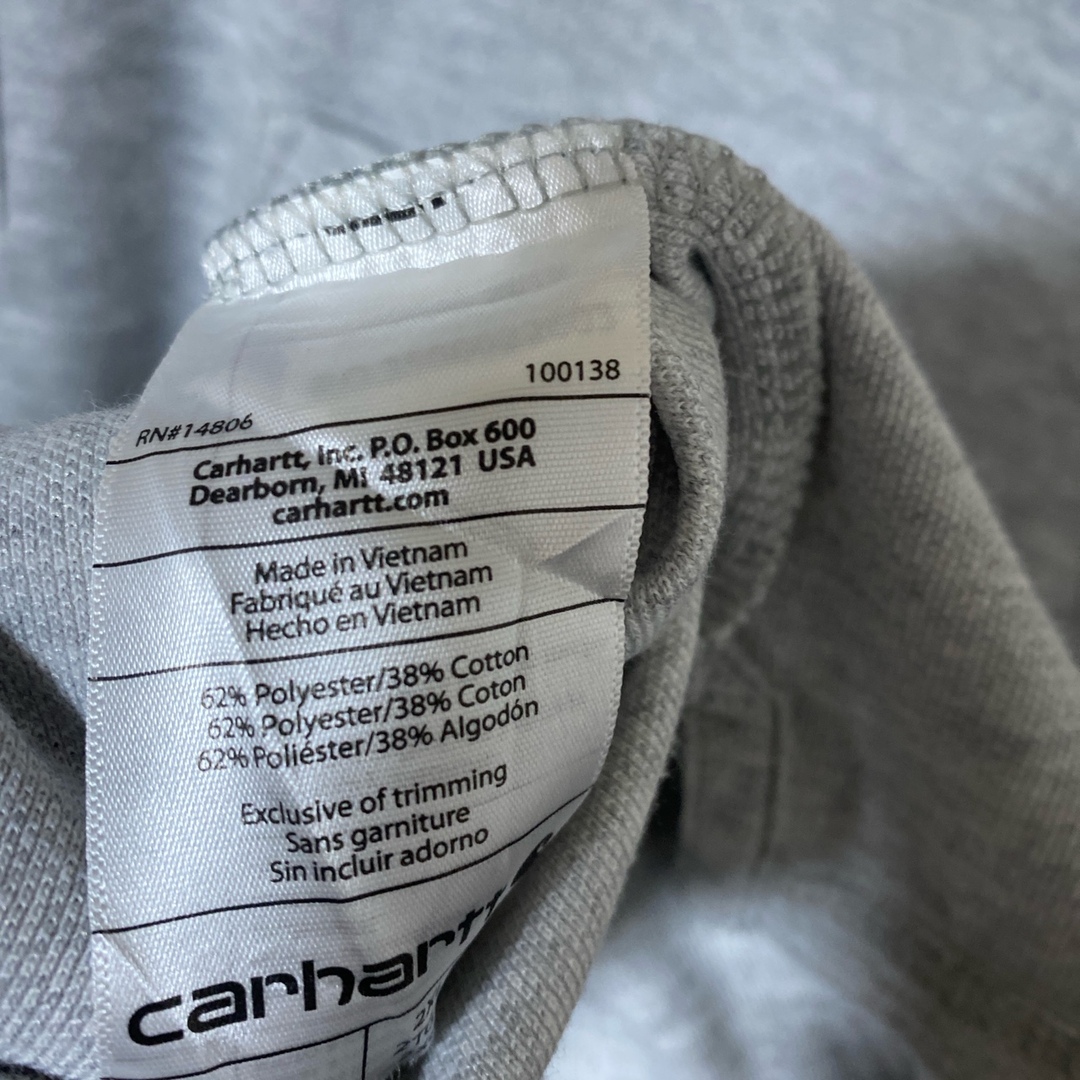 100138
RN#14806
Carhartt, Inc. P.O. Box 600
Dearborn, MI 48121 USA
carhartt.com
Made in Vietnam
Fabriqué au Vietnam
Hecho en Vietnam
62% Polyester/38% Cotton
62% Polyester/38% Coton
62% Poliéster/38% Algodón
Exclusive of trimming
Sans garniture
Sin incluir adorno
carhartt